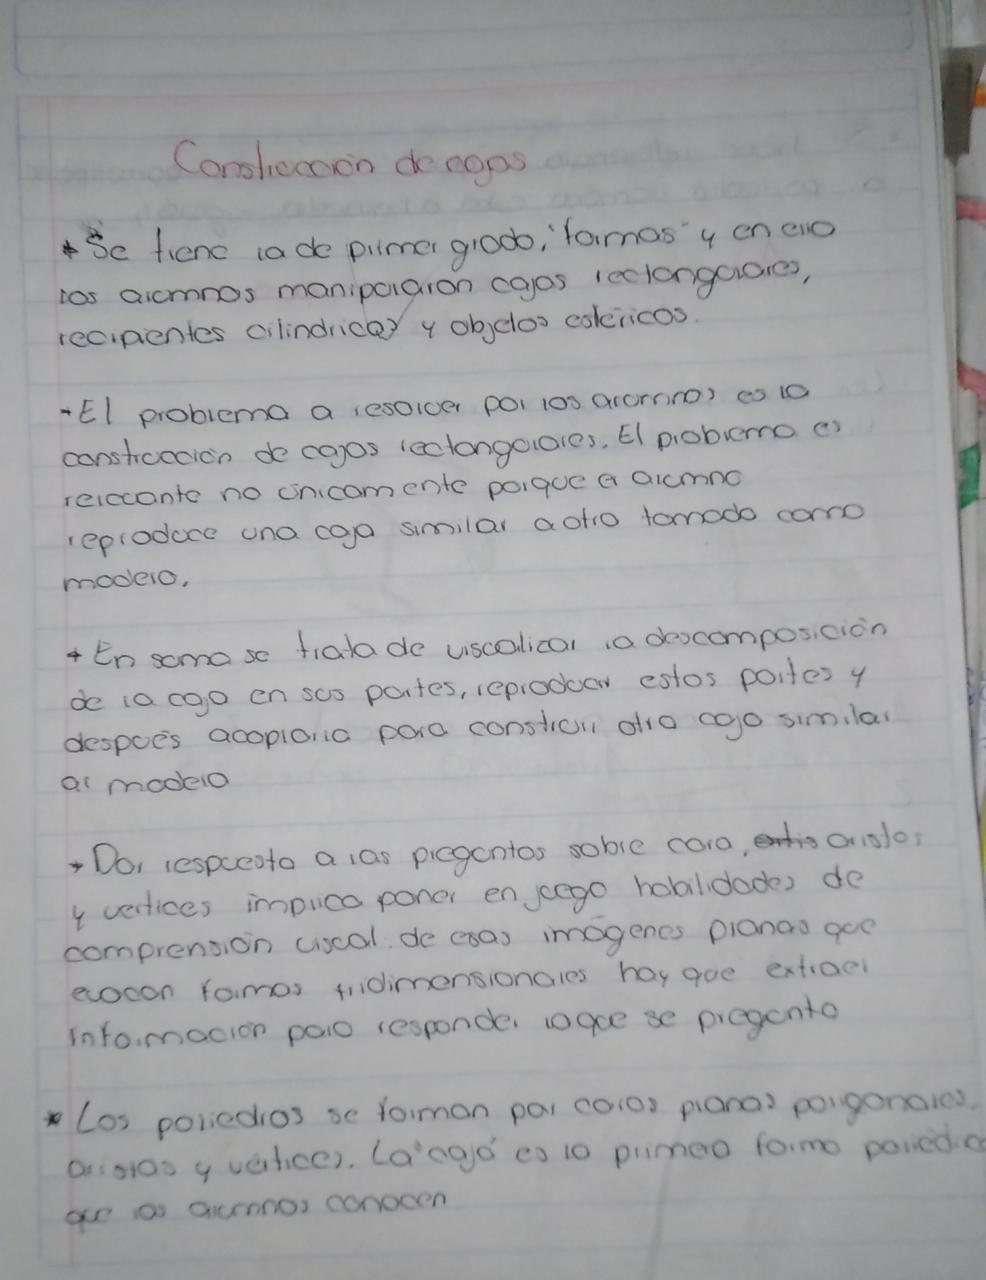 Construcción de cajas
* Se tiene la de primer grado, "formas" y en ello
los alumnos manipularon cajas rectangulares,
recipientes cilindricas y objetos esféricos.
- El problema a resolver por los alumnos es la
construcción de cajas rectangulares. El problema es
relevante no únicamente porque el alumno
reproduce una caja similar a otro tomado como
modelo.
* En suma se trata de visualizar la descomposición
de la caja en sus partes, reproducir estos partes y
después acoplarla para construir otra caja similar
al modelo
* Dar respuesta a las preguntas sobre cara, aristas
y vertices implica poner en juego habilidades de
comprensión visual de esas imágenes planas que
evocan formas tridimensionales hay que extraer
información para responder lo que se pregunta
* Los poliedros se forman por caras planas poligonales.
aristas y vértices. La "caja" es la primera forma
que los alumnos conocen